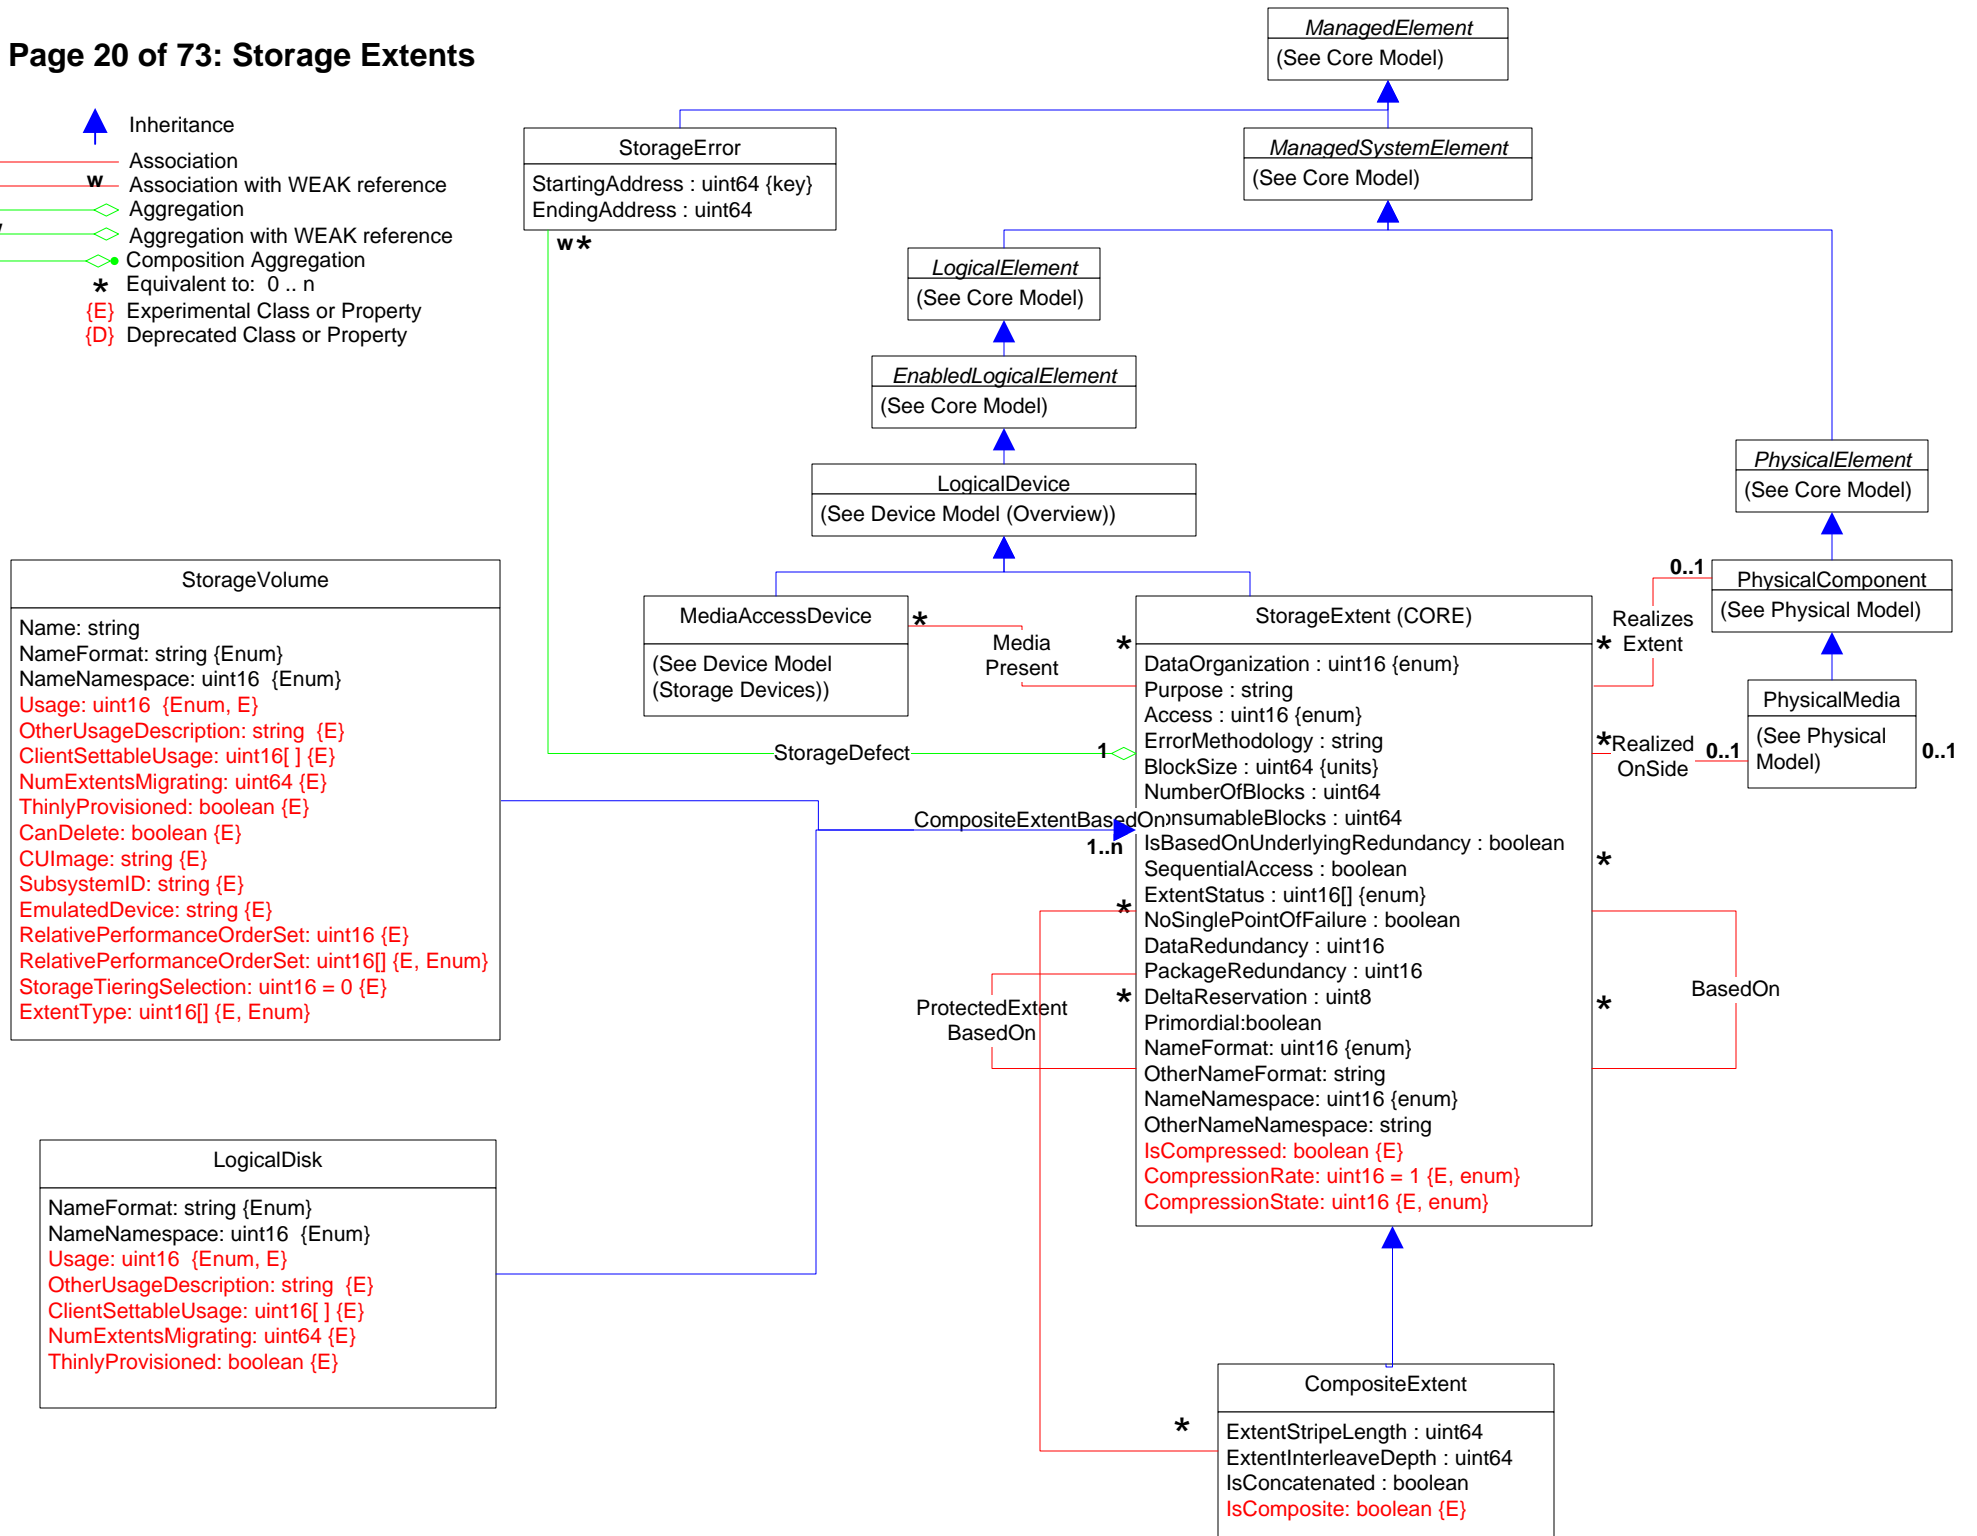 Page 20 of 73: Storage Extents
Inheritance
Association
w
Association with WEAK reference
Aggregation
Aggregation with WEAK reference
Composition Aggregation
* Equivalent to: 0 .. n
{E} Experimental Class or Property
{D} Deprecated Class or Property
ManagedElement
(See Core Model)
StorageError
StartingAddress : uint64 {key}
EndingAddress : uint64
w*
ManagedSystemElement
(See Core Model)
LogicalElement
(See Core Model)
EnabledLogicalElement
(See Core Model)
LogicalDevice
(See Device Model (Overview))
PhysicalElement
(See Core Model)
0..1
PhysicalComponent
(See Physical Model)
PhysicalMedia
(See Physical
Model)
0..1
0..1
Realizes
Extent
*
*
Realized
OnSide
MediaAccessDevice
(See Device Model
(Storage Devices))
*
Media
Present
*
StorageDefect
1
CompositeExtentBasedOn
1..n
*
*
ProtectedExtent
BasedOn
*
*
BasedOn
StorageExtent (CORE)
DataOrganization : uint16 {enum}
Purpose : string
Access : uint16 {enum}
ErrorMethodology : string
BlockSize : uint64 {units}
NumberOfBlocks : uint64
onsumableBlocks : uint64
IsBasedOnUnderlyingRedundancy : boolean
SequentialAccess : boolean
ExtentStatus : uint16[] {enum}
NoSinglePointOfFailure : boolean
DataRedundancy : uint16
PackageRedundancy : uint16
DeltaReservation : uint8
Primordial:boolean
NameFormat: uint16 {enum}
OtherNameFormat: string
NameNamespace: uint16 {enum}
OtherNameNamespace: string
IsCompressed: boolean {E}
CompressionRate: uint16 = 1 {E, enum}
CompressionState: uint16 {E, enum}
StorageVolume
Name: string
NameFormat: string {Enum}
NameNamespace: uint16 {Enum}
Usage: uint16 {Enum, E}
OtherUsageDescription: string {E}
ClientSettableUsage: uint16[ ] {E}
NumExtentsMigrating: uint64 {E}
ThinlyProvisioned: boolean {E}
CanDelete: boolean {E}
CUImage: string {E}
SubsystemID: string {E}
EmulatedDevice: string {E}
RelativePerformanceOrderSet: uint16 {E}
RelativePerformanceOrderSet: uint16[] {E, Enum}
StorageTieringSelection: uint16 = 0 {E}
ExtentType: uint16[] {E, Enum}
LogicalDisk
NameFormat: string {Enum}
NameNamespace: uint16 {Enum}
Usage: uint16 {Enum, E}
OtherUsageDescription: string {E}
ClientSettableUsage: uint16[ ] {E}
NumExtentsMigrating: uint64 {E}
ThinlyProvisioned: boolean {E}
*
CompositeExtent
ExtentStripeLength : uint64
ExtentInterleaveDepth : uint64
IsConcatenated : boolean
IsComposite: boolean {E}